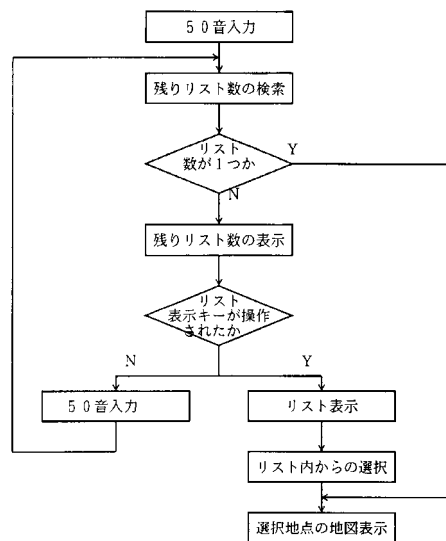 ５０音入力
残りリスト数の検索
リスト
数が１つか
Y
N
残りリスト数の表示
リスト
表示キーが操作
されたか
N
Y
５０音入力
リスト表示
リスト内からの選択
選択地点の地図表示